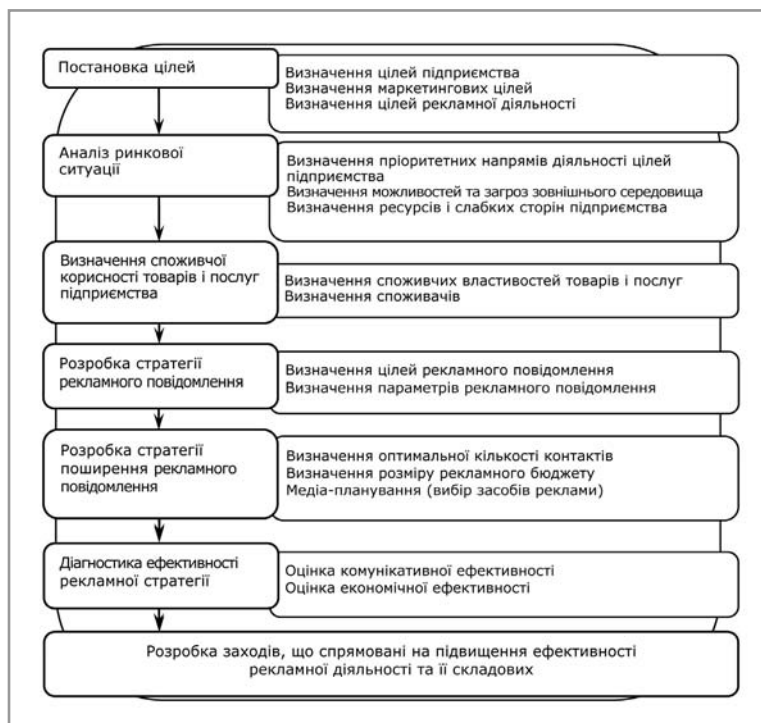 Постановка цілей
Визначення цілей підприємства
Визначення маркетингових цілей
Визначення цілей рекламної діяльності
Аналіз ринкової
ситуації
Визначення пріоритетних напрямів діяльності цілей
підприємства
Визначення можливостей та загроз зовнішнього середовища
Визначення ресурсів і слабких сторін підприємства
Визначення споживчої
корисності товарів і послуг
підприємства
Визначення споживчих властивостей товарів і послуг
Визначення споживачів
Розробка стратегії
рекламного повідомлення
Визначення цілей рекламного повідомлення
Визначення параметрів рекламного повідомлення
Розробка стратегії
поширення рекламного
повідомлення
Визначення оптимальної кількості контактів
Визначення розміру рекламного бюджету
Медіа-планування (вибір засобів реклами)
Діагностика ефективності
рекламної стратегії
Оцінка комунікативної ефективності
Оцінка економічної ефективності
Розробка заходів, що спрямовані на підвищення ефективності
рекламної діяльності та її складових